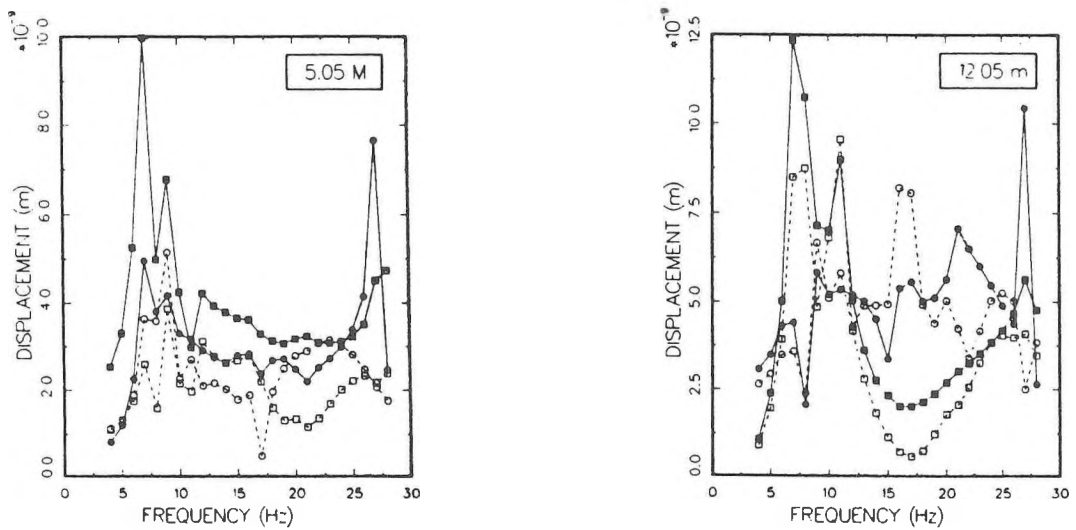 *10⁻⁹
10.0
8.0
6.0
4.0
2.0
0.0
DISPLACEMENT (m)
5.05 M
0 5 10 15 20 25 30
FREQUENCY (Hz)
*10⁻⁹
12.5
10.0
7.5
5.0
2.5
0.0
DISPLACEMENT (m)
12.05 m
0 5 10 15 20 25 30
FREQUENCY (Hz)